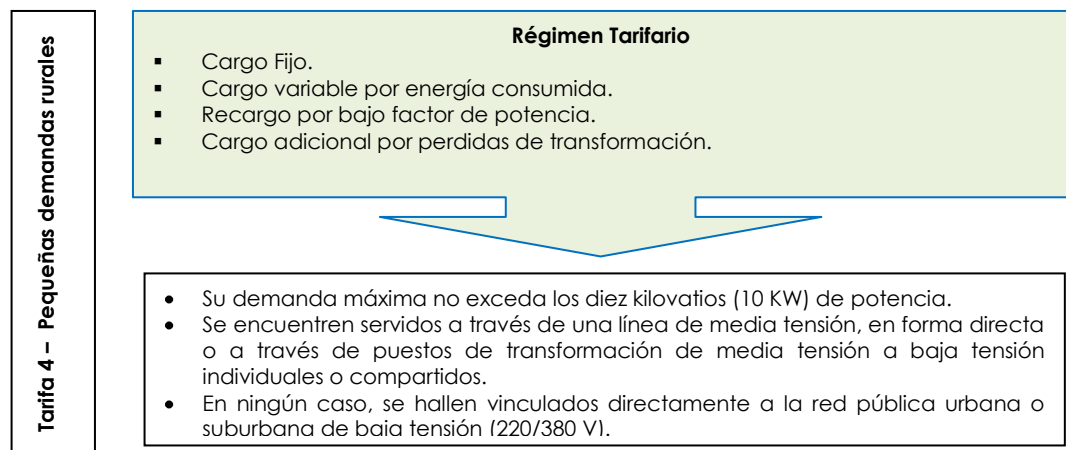 Tarifa 4 – Pequeñas demandas rurales
Régimen Tarifario
▪ Cargo Fijo.
▪ Cargo variable por energía consumida.
▪ Recargo por bajo factor de potencia.
▪ Cargo adicional por perdidas de transformación.
• Su demanda máxima no exceda los diez kilovatios (10 KW) de potencia.
• Se encuentren servidos a través de una línea de media tensión, en forma directa
o a través de puestos de transformación de media tensión a baja tensión
individuales o compartidos.
• En ningún caso, se hallen vinculados directamente a la red pública urbana o
suburbana de baja tensión (220/380 V).